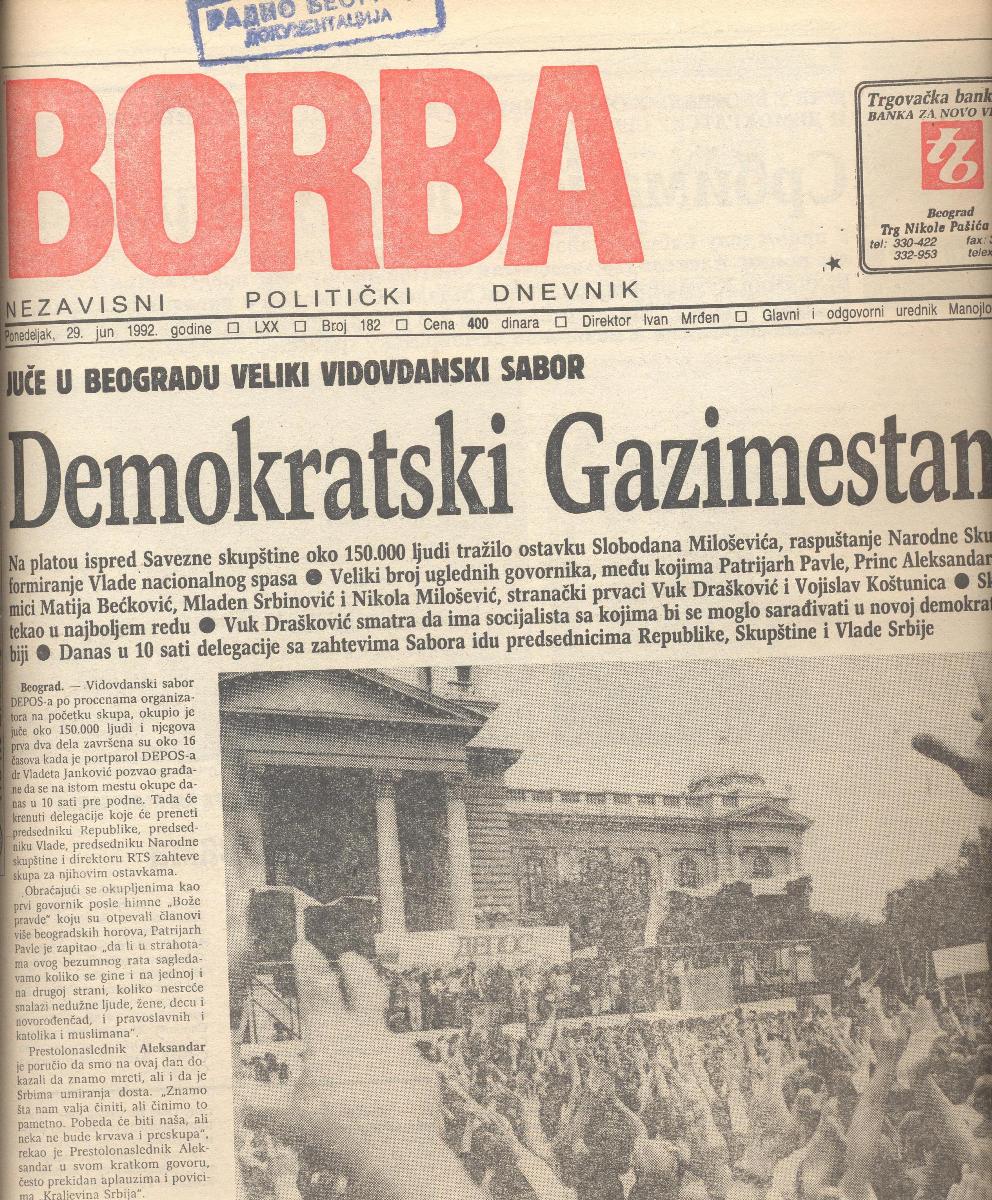 РАДИО
ДОКУМЕНТАЦИЈА
BORBA
Trgovačka
BANKA ZA NOVO
tb
Beograd
Trg Nikole Pašića
tel: 330-422 fax:
332-953
NEZAVISNI POLITIČKI DNEVNIK
Ponedeljak, 29. jun 1992. godine □ LXX □ Broj 182 □ Cena 400 dinara □ Direktor Ivan Mrđen □ Glavni i odgovorni urednik
JUČE U BEOGRADU VELIKI VIDOVDANSKI SABOR
Demokratski Gazimestan
Na platou ispred Savezne skupštine oko 150.000 ljudi tražilo ostavku Slobodana Miloševića, raspuštanje Narodne
formiranje Vlade nacionalnog spasa ● Veliki broj uglednih govornika, među kojima Patrijarh Pavle, Princ Aleksandar
mici Matija Bećković, Mladen Srbinović i Nikola Milošević, stranački prvaci Vuk Drašković i Vojislav Koštunica ●
tekao u najboljem redu ● Vuk Drašković smatra da ima socijalista sa kojima bi se moglo sarađivati u novoj demokrat
biji ● Danas u 10 sati delegacije sa zahtevima Sabora idu predsednicima Republike, Skupštine i Vlade Srbije
Beograd. — Vidovdanski sabor
DEPOS-a po procenama organiza-
tora na početku skupa, okupio je
juče oko 150.000 ljudi i njegova
prva dva dela završena su oko 16
časova kada je portparol DEPOS-a
dr Vladeta Janković pozvao građa-
ne da se na istom mestu okupe da-
nas u 10 sati pre podne. Tada će
krenuti delegacije koje će preneti
predsedniku Republike, predsed-
niku Vlade, predsedniku Narodne
skupštine i direktoru RTS zahteve
skupa za njihovim ostavkama.
Obraćajući se okupljenima kao
prvi govornik posle himne „Bože
pravde“ koju su otpevali članovi
više beogradskih horova, Patrijarh
Pavle je zapitao „da li u strahota-
ma ovog bezumnog rata sagleda-
vamo koliko se gine i na jednoj i
na drugoj strani, koliko nesreće
snalazi nedužne ljude, žene, decu i
novorođenčad, i pravoslavnih i
katolika i muslimana“.
Prestolonaslednik Aleksandar
je poručio da smo na ovaj dan do-
kazali da znamo mreti, ali i da je
Srbima umiranja dosta. „Znamo
šta nam valja činiti, ali činimo to
pametno. Pobeda će biti naša, ali
neka ne bude krvava i preskupa“,
rekao je Prestolonaslednik Alek-
sandar u svom kratkom govoru,
često prekidan aplauzima i povici-
ma „Kraljevina Srbija“.